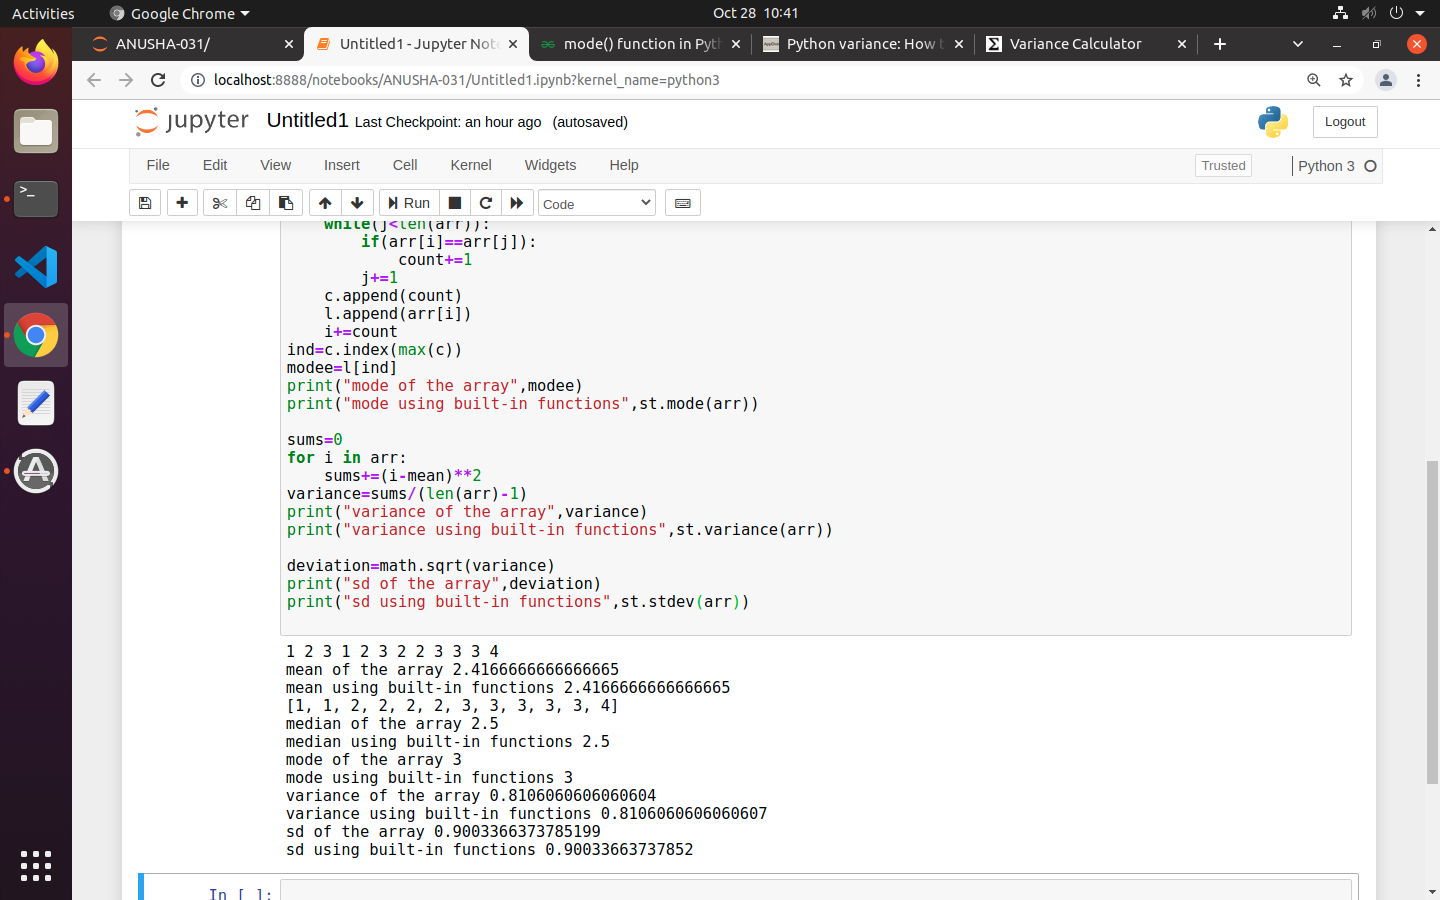 Activities Google Chrome Oct 28 10:41
ANUSHA-031/ Untitled1 - Jupyter Not mode() function in Pyt Python variance: How t Variance Calculator
localhost:8888/notebooks/ANUSHA-031/Untitled1.ipynb?kernel_name=python3
jupyter Untitled1 Last Checkpoint: an hour ago (autosaved) Logout
File Edit View Insert Cell Kernel Widgets Help Trusted Python 3
Run Code
    while(j<len(arr)):
        if(arr[i]==arr[j]):
            count+=1
        j+=1
    c.append(count)
    l.append(arr[i])
    i+=count
ind=c.index(max(c))
modee=l[ind]
print("mode of the array",modee)
print("mode using built-in functions",st.mode(arr))
sums=0
for i in arr:
    sums+=(i-mean)**2
variance=sums/(len(arr)-1)
print("variance of the array",variance)
print("variance using built-in functions",st.variance(arr))
deviation=math.sqrt(variance)
print("sd of the array",deviation)
print("sd using built-in functions",st.stdev(arr))
1 2 3 1 2 3 2 2 3 3 3 4
mean of the array 2.4166666666666665
mean using built-in functions 2.4166666666666665
[1, 1, 2, 2, 2, 2, 3, 3, 3, 3, 3, 4]
median of the array 2.5
median using built-in functions 2.5
mode of the array 3
mode using built-in functions 3
variance of the array 0.8106060606060604
variance using built-in functions 0.8106060606060607
sd of the array 0.9003366373785199
sd using built-in functions 0.90033663737852
In [ ]: